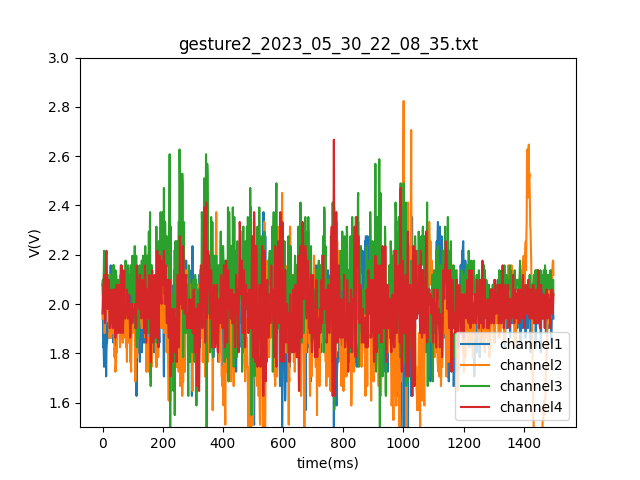 gesture2_2023_05_30_22_08_35.txt
3.0
2.8
2.6
2.4
2.2
2.0
1.8
1.6
V(V)
0 200 400 600 800 1000 1200 1400
time(ms)
channel1
channel2
channel3
channel4